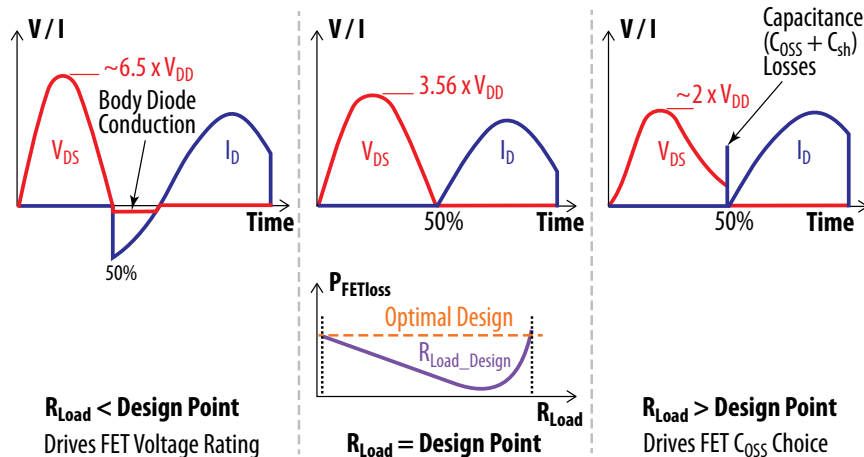 V / I
~6.5 x V_DD
Body Diode
Conduction
V_DS
I_D
Time
50%
R_Load < Design Point
Drives FET Voltage Rating
V / I
3.56 x V_DD
V_DS
I_D
50%
Time
P_FETloss
Optimal Design
R_Load_Design
R_Load
R_Load = Design Point
V / I
Capacitance
(C_OSS + C_sh)
Losses
~2 x V_DD
V_DS
I_D
50%
Time
R_Load > Design Point
Drives FET C_OSS Choice